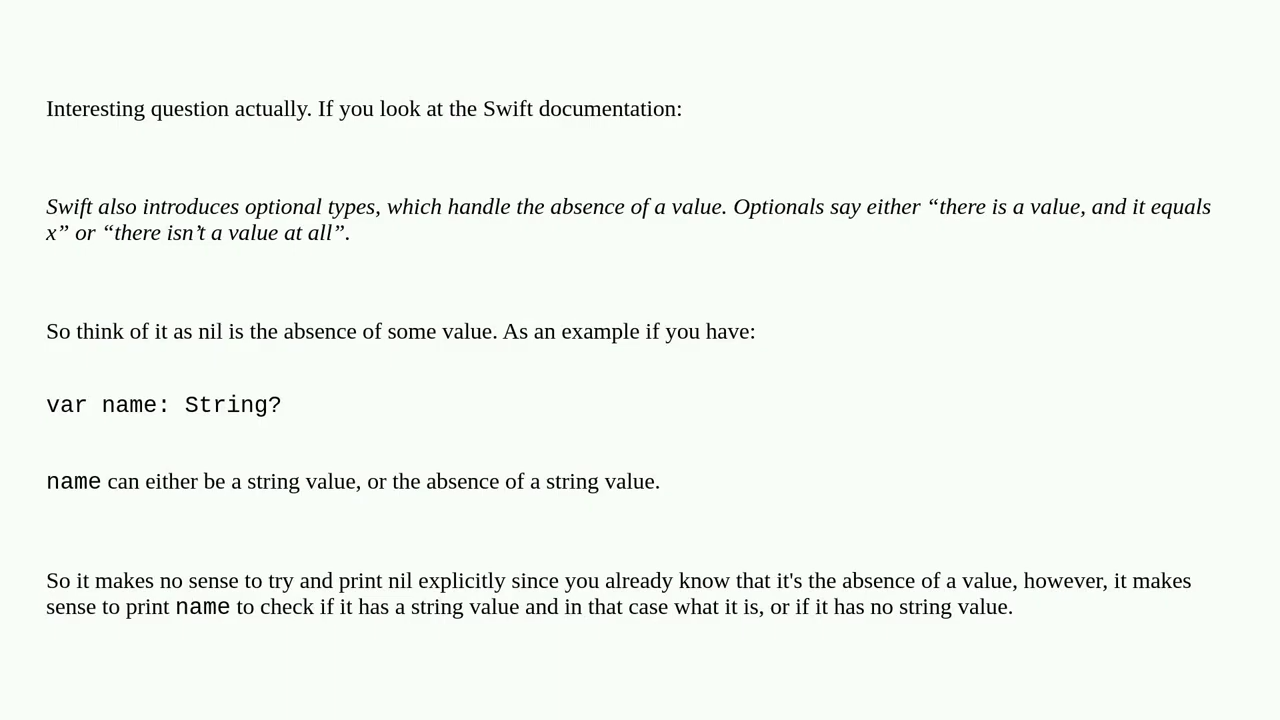 Interesting question actually. If you look at the Swift documentation:
Swift also introduces optional types, which handle the absence of a value. Optionals say either “there is a value, and it equals
x” or “there isn’t a value at all”.
So think of it as nil is the absence of some value. As an example if you have:
var name: String?
name can either be a string value, or the absence of a string value.
So it makes no sense to try and print nil explicitly since you already know that it's the absence of a value, however, it makes
sense to print name to check if it has a string value and in that case what it is, or if it has no string value.